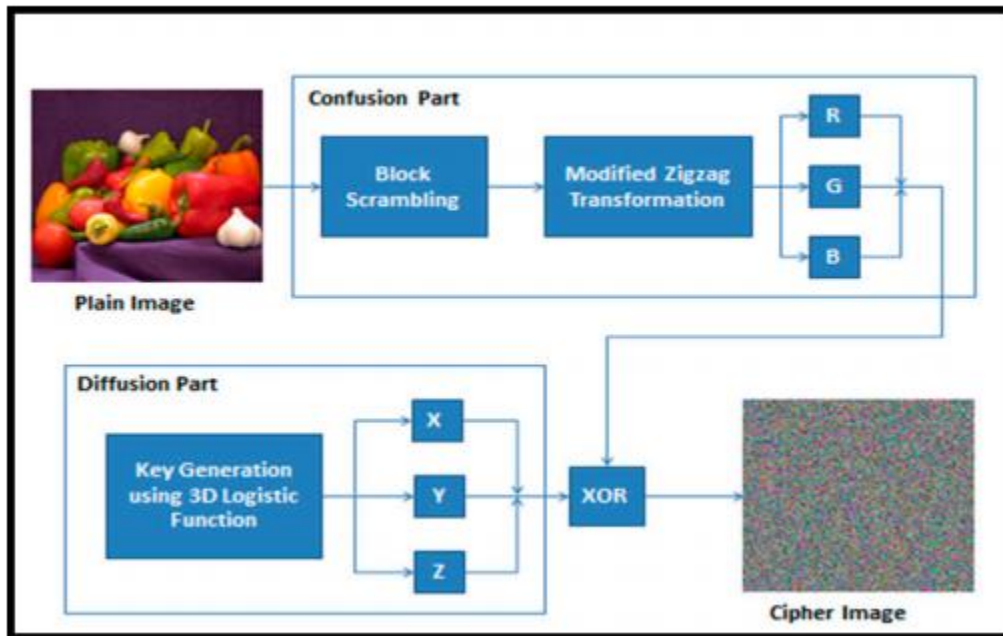 Confusion Part
Block
Scrambling
Modified Zigzag
Transformation
R
G
B
Plain Image
Diffusion Part
Key Generation
using 3D Logistic
Function
X
Y
Z
XOR
Cipher Image